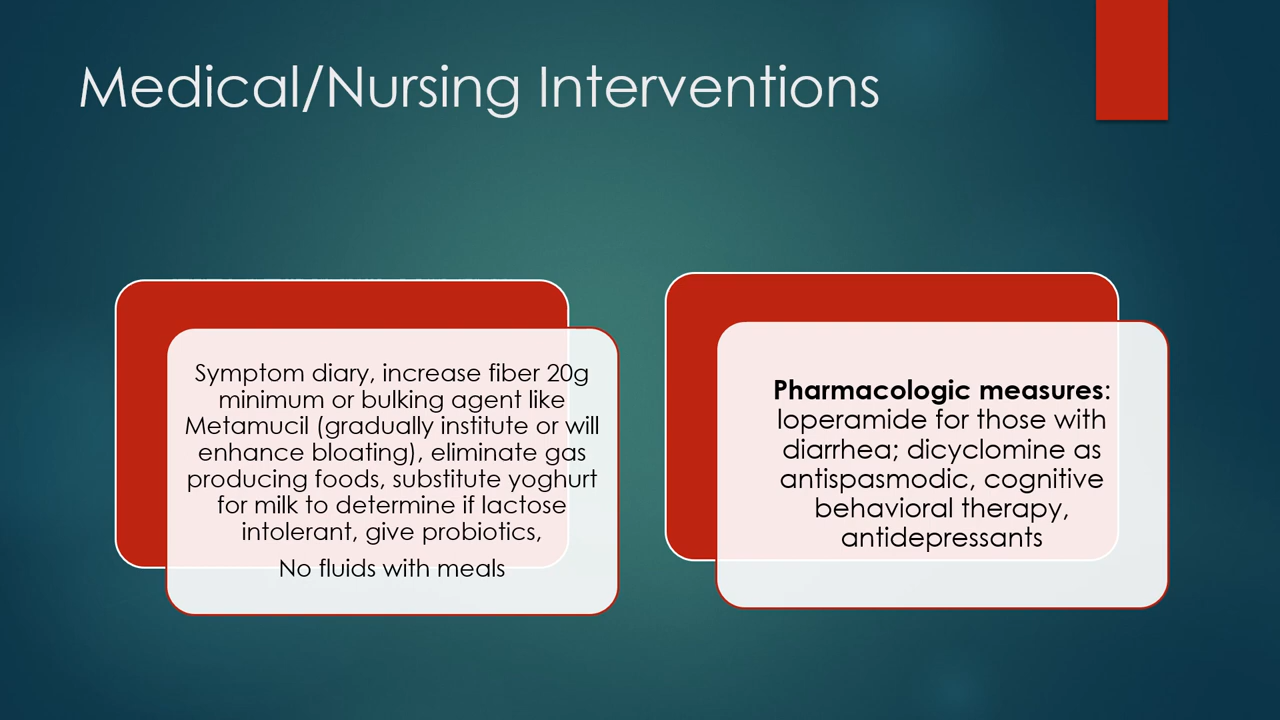 Medical/Nursing Interventions
Symptom diary, increase fiber 20g
minimum or bulking agent like
Metamucil (gradually institute or will
enhance bloating), eliminate gas
producing foods, substitute yoghurt
for milk to determine if lactose
intolerant, give probiotics,
No fluids with meals
Pharmacologic measures:
loperamide for those with
diarrhea; dicyclomine as
antispasmodic, cognitive
behavioral therapy,
antidepressants